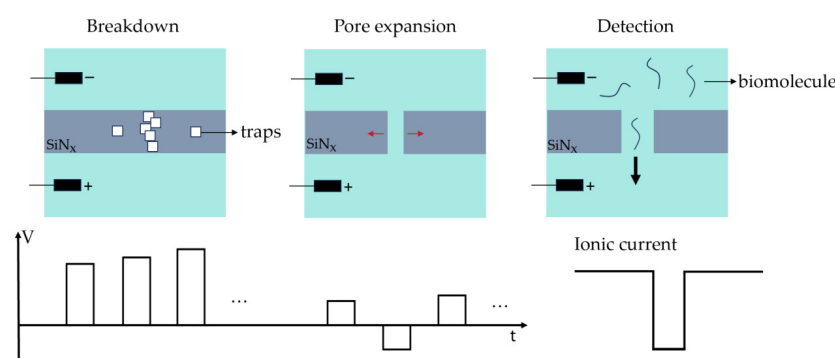 Breakdown
Pore expansion
Detection
−
−
−
biomolecule
traps
SiNx
SiNx
SiNx
+
+
+
V
Ionic current
...
...
t